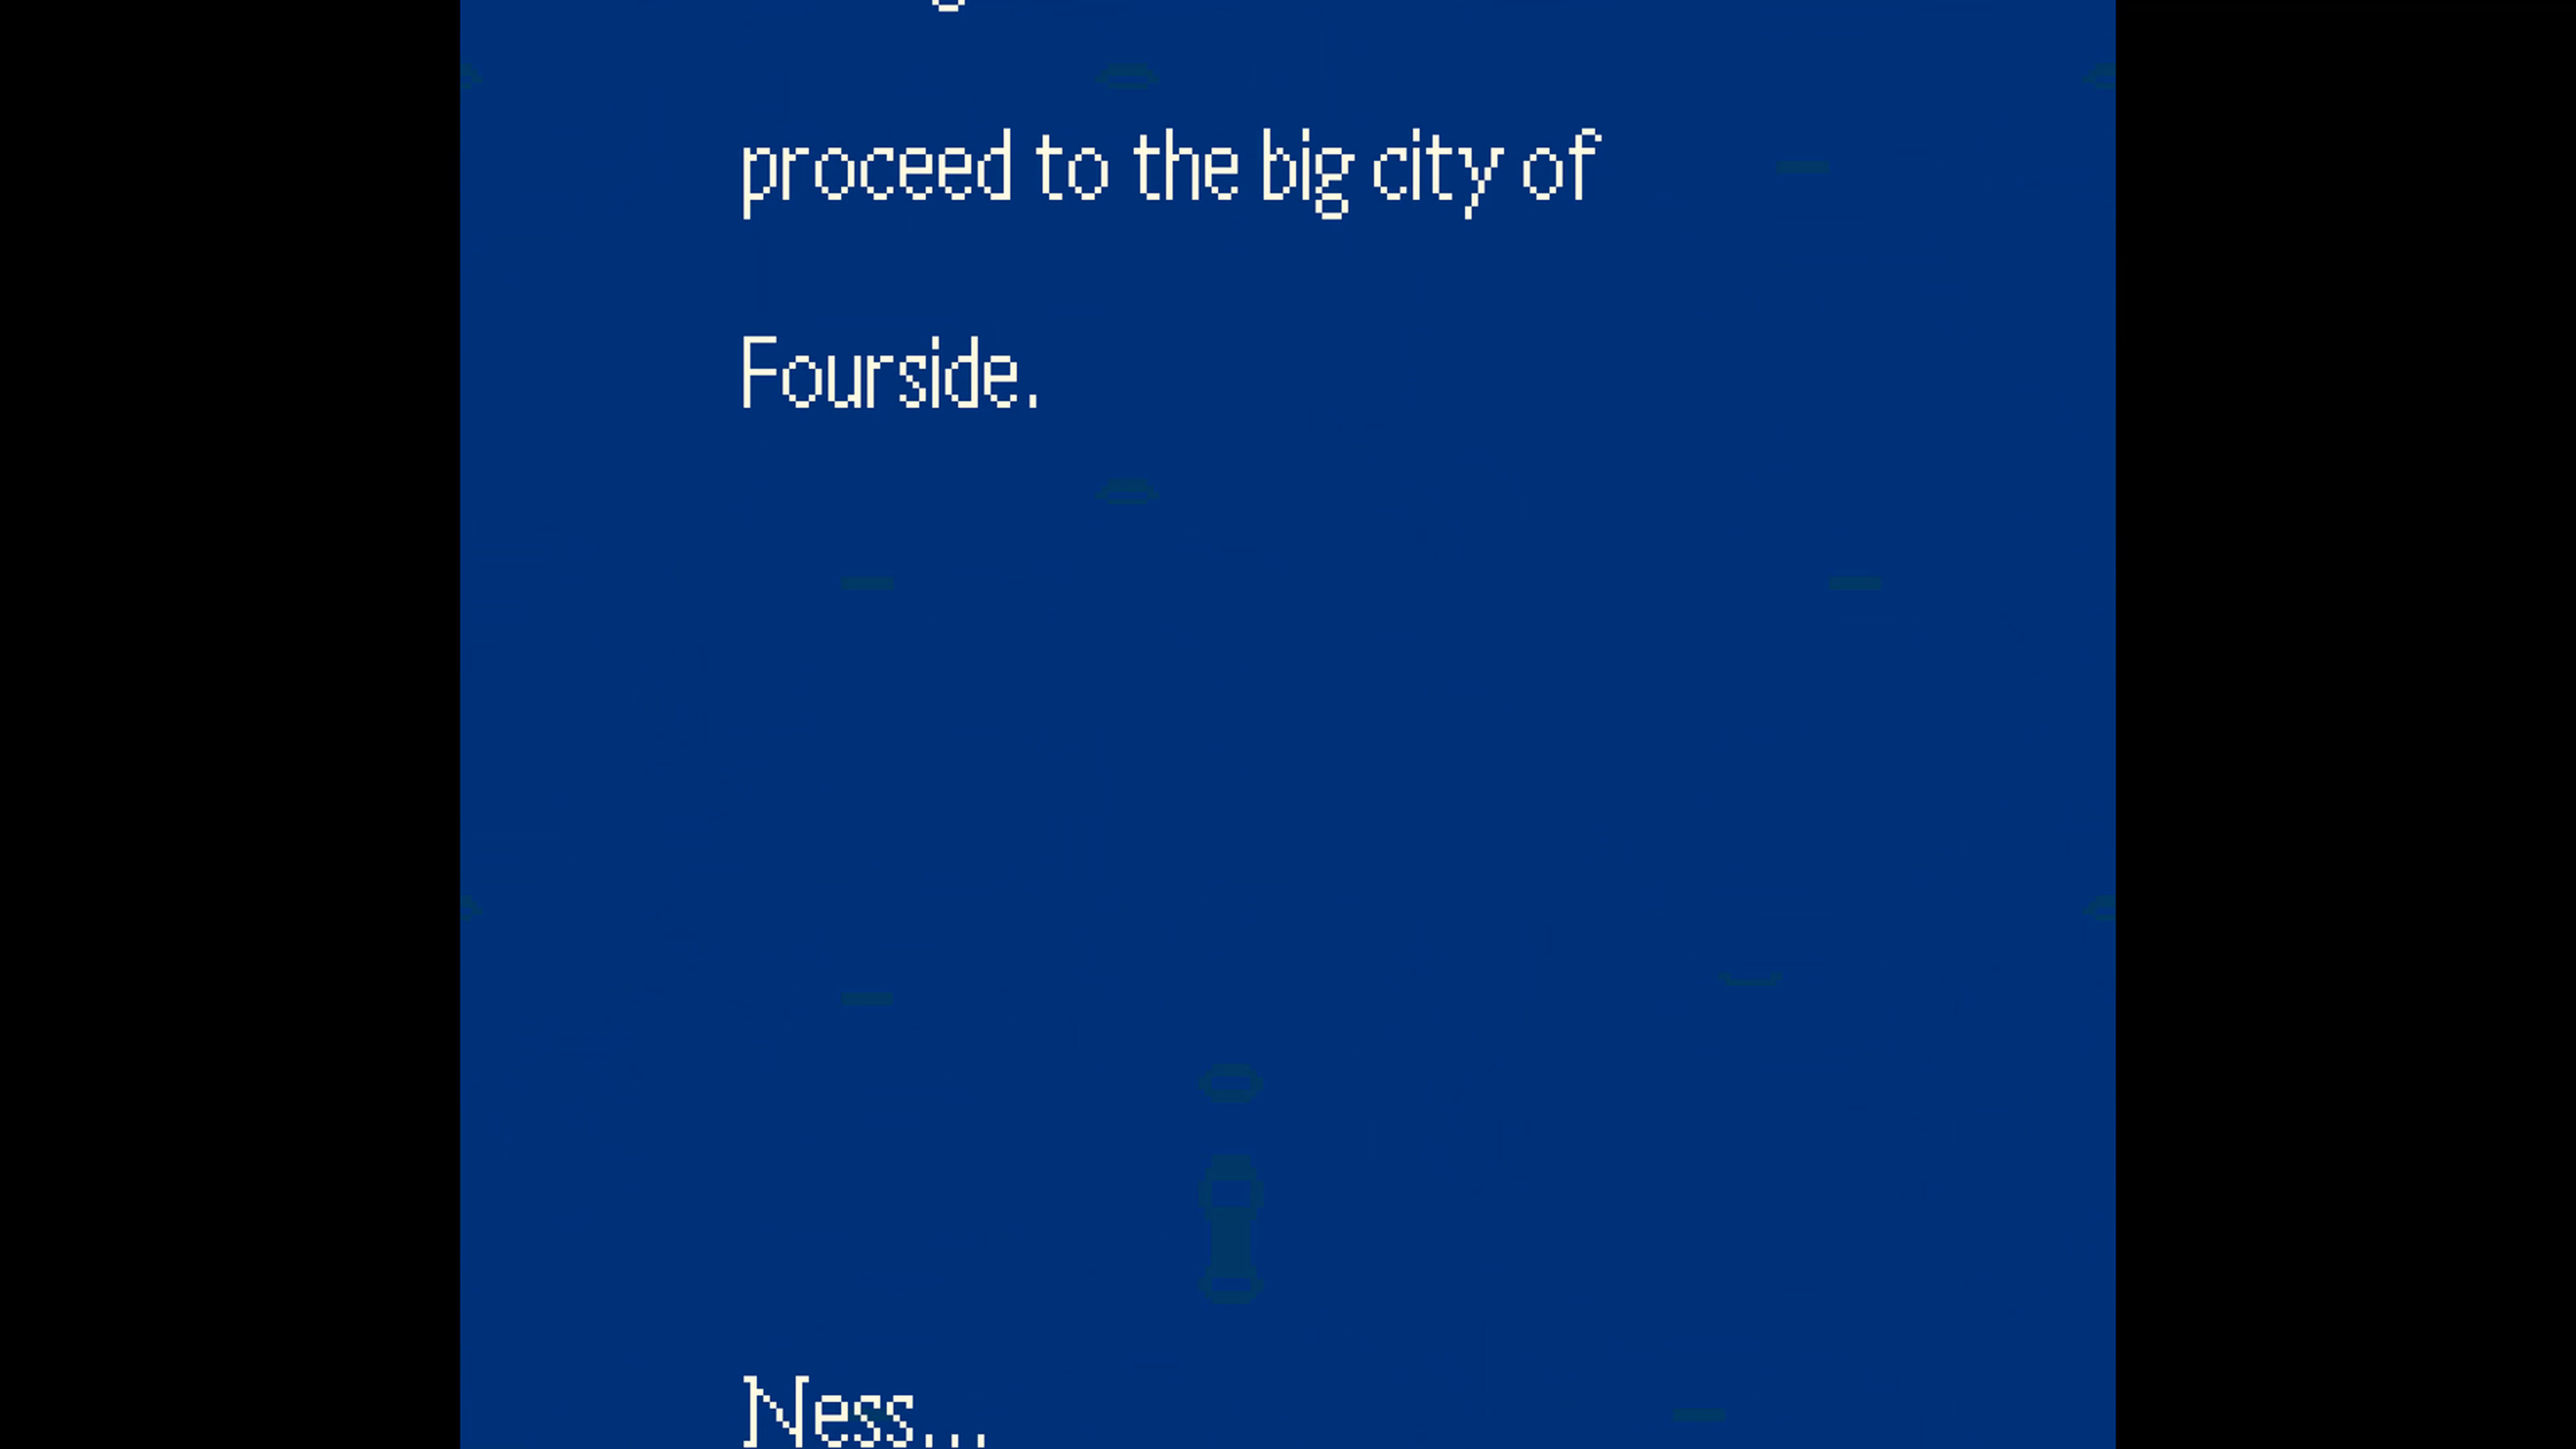 proceed to the big city of
Fourside.
Ness...